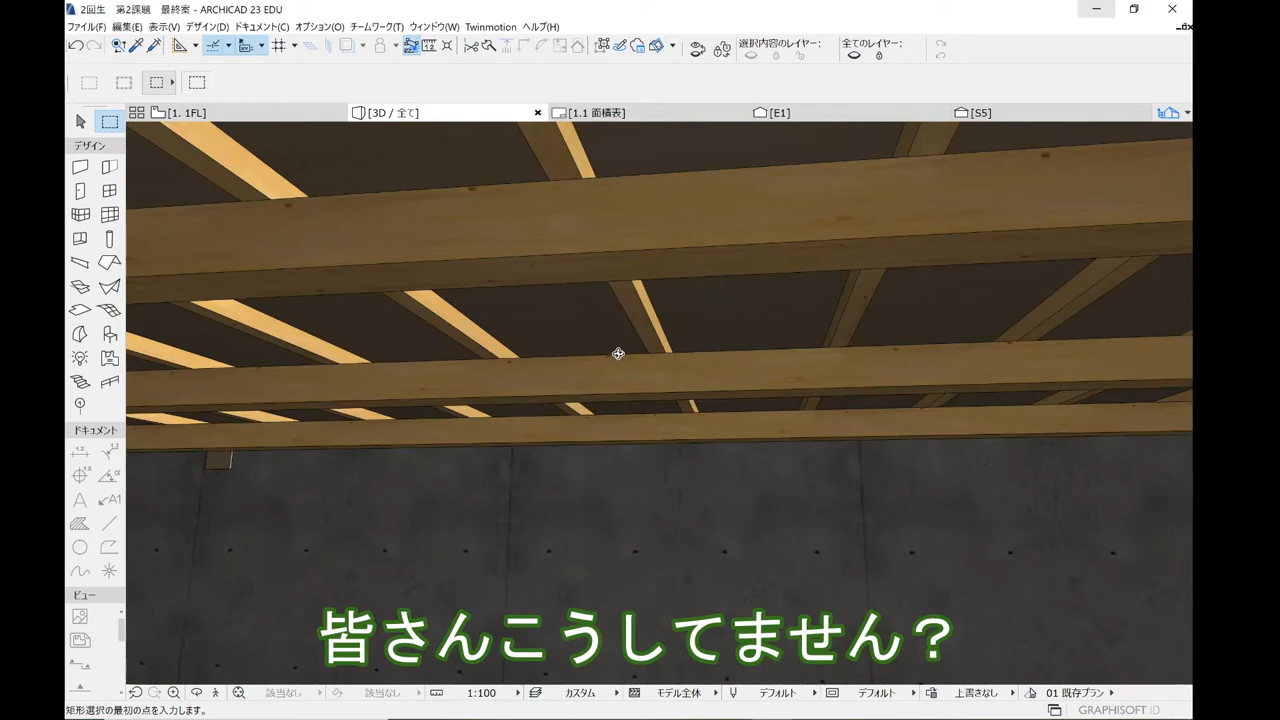 2回生　第2課題　最終案 - ARCHICAD 23 EDU
ファイル(F) 編集(E) 表示(V) デザイン(D) ドキュメント(C) オプション(O) チームワーク(T) ウィンドウ(W) Twinmotion ヘルプ(H)
選択内容のレイヤー: 全てのレイヤー:
[1. 1FL] [3D / 全て] [1.1 面積表] [E1] [S5]
デザイン
ドキュメント
ビュー
皆さんこうしてません？
該当なし 該当なし 1:100 カスタム モデル全体 デフォルト デフォルト 上書きなし 01 既存プラン
矩形選択の最初の点を入力します。 GRAPHISOFT ID